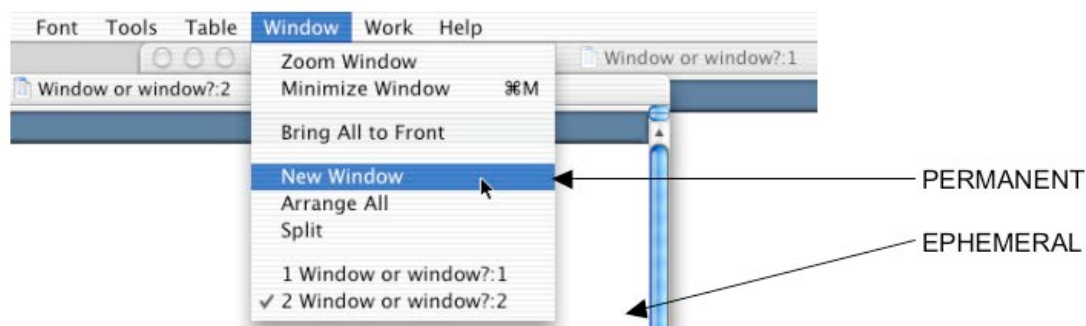 Font Tools Table Window Work Help
Window or window?:1
Window or window?:2
Zoom Window
Minimize Window ⌘M
Bring All to Front
New Window
Arrange All
Split
1 Window or window?:1
✓ 2 Window or window?:2
PERMANENT
EPHEMERAL